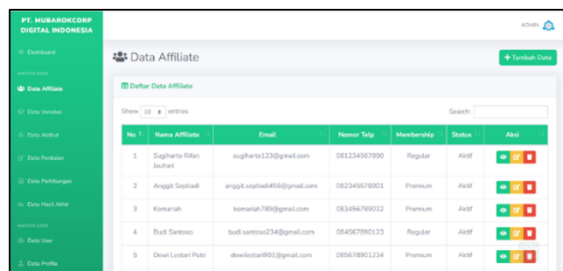 PT. MUBAROKCORP
DIGITAL INDONESIA
ADMIN
Dashboard
Data Affiliate
+ Tambah Data
MASTER DATA
Data Affiliate
Daftar Data Affiliate
Data Variabel
Show 10 entries
Search:
Data Atribut
No Nama Affiliate Email Nomor Telp Membership Status Aksi
Data Penilaian
1 Sugiharto Rifan Jauhari sugiharto123@gmail.com 081234567890 Reguler Aktif
Data Perhitungan
2 Anggit Septiadi anggit.septiadi456@gmail.com 082345678901 Premium Aktif
Data Hasil Akhir
3 Komariah komariah789@gmail.com 083456789012 Premium Aktif
MASTER USER
4 Budi Santoso budi.santoso234@gmail.com 084567890123 Reguler Aktif
Data User
5 Dewi Lestari Putri dewilestari901@gmail.com 085678901234 Premium Aktif
Data Profile